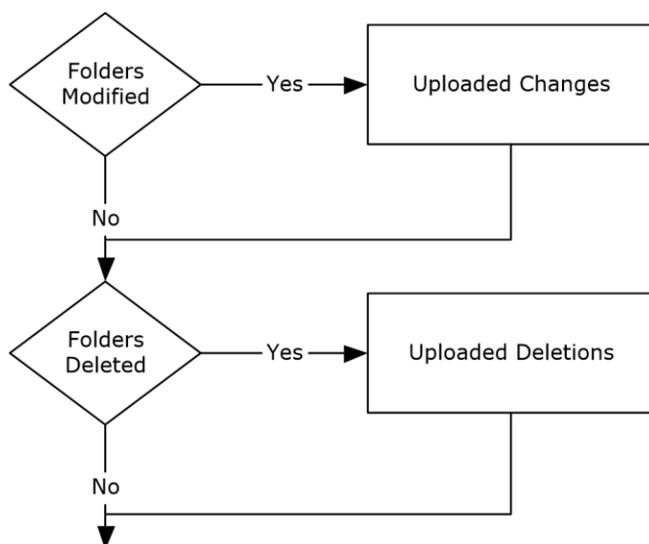 Folders
Modified
Yes
Uploaded Changes
No
Folders
Deleted
Yes
Uploaded Deletions
No